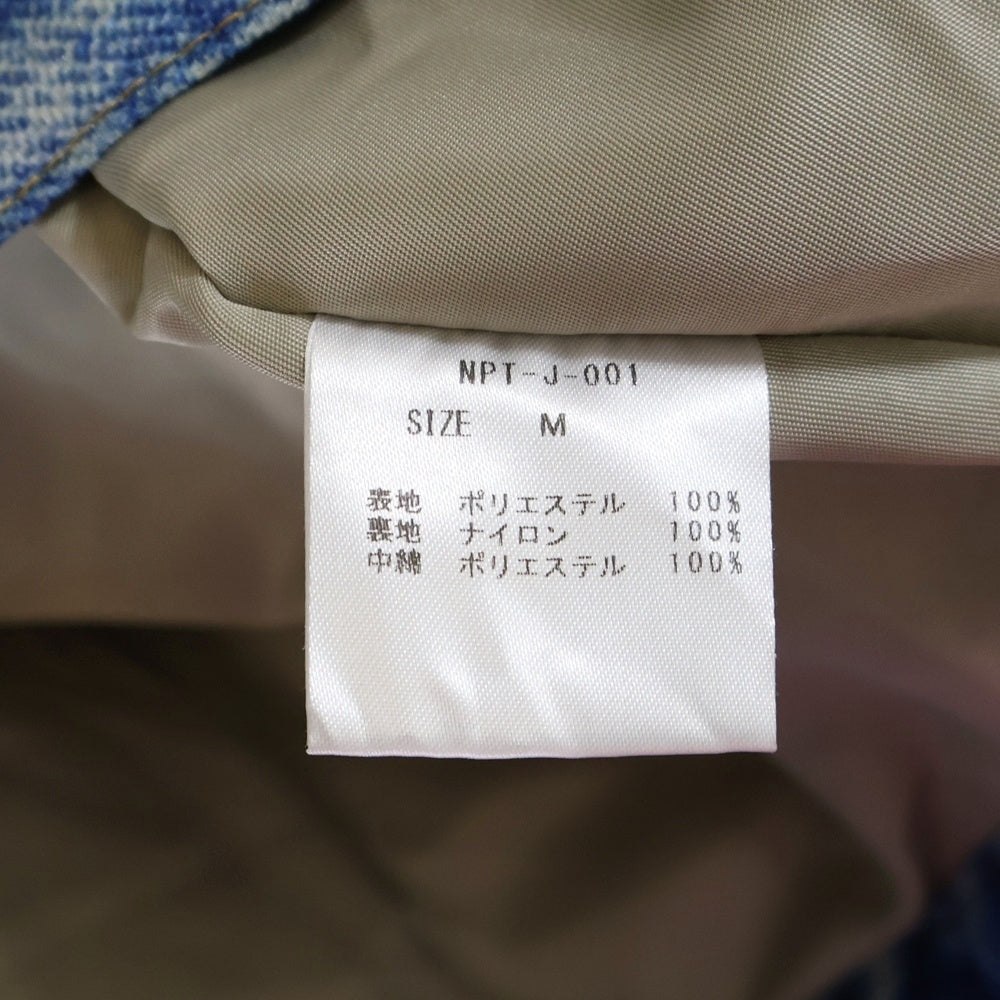 NPT-J-001
SIZE M
表地 ポリエステル 100%
裏地 ナイロン 100%
中綿 ポリエステル 100%